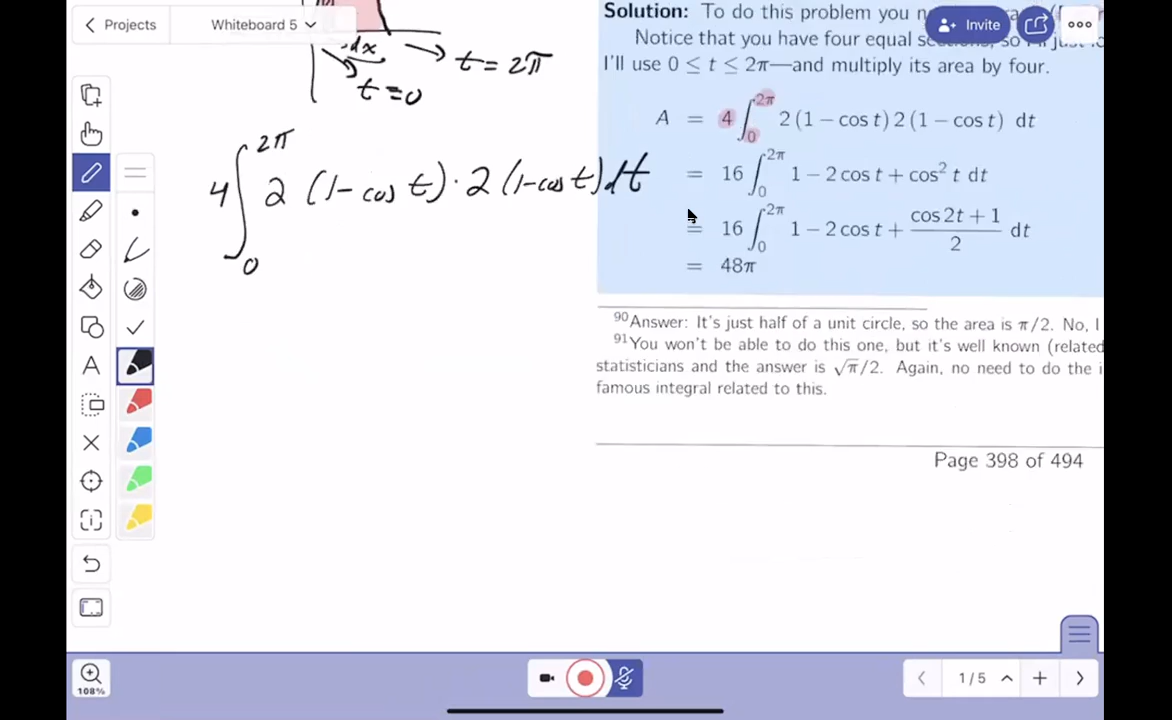 Projects
Whiteboard 5
Invite
dx
t = 2π
t = 0
4 ∫₀^2π 2 (1 - cos t) · 2 (1 - cos t) dt
Solution: To do this problem you n
Notice that you have four equal se
I'll use 0 ≤ t ≤ 2π—and multiply its area by four.
A = 4 ∫₀^2π 2 (1 − cos t) 2 (1 − cos t) dt
= 16 ∫₀^2π 1 − 2 cos t + cos² t dt
= 16 ∫₀^2π 1 − 2 cos t + (cos 2t + 1)/2 dt
= 48π
90 Answer: It's just half of a unit circle, so the area is π/2. No, I
91 You won't be able to do this one, but it's well known (related
statisticians and the answer is √π/2. Again, no need to do the i
famous integral related to this.
Page 398 of 494
A
108%
1 / 5